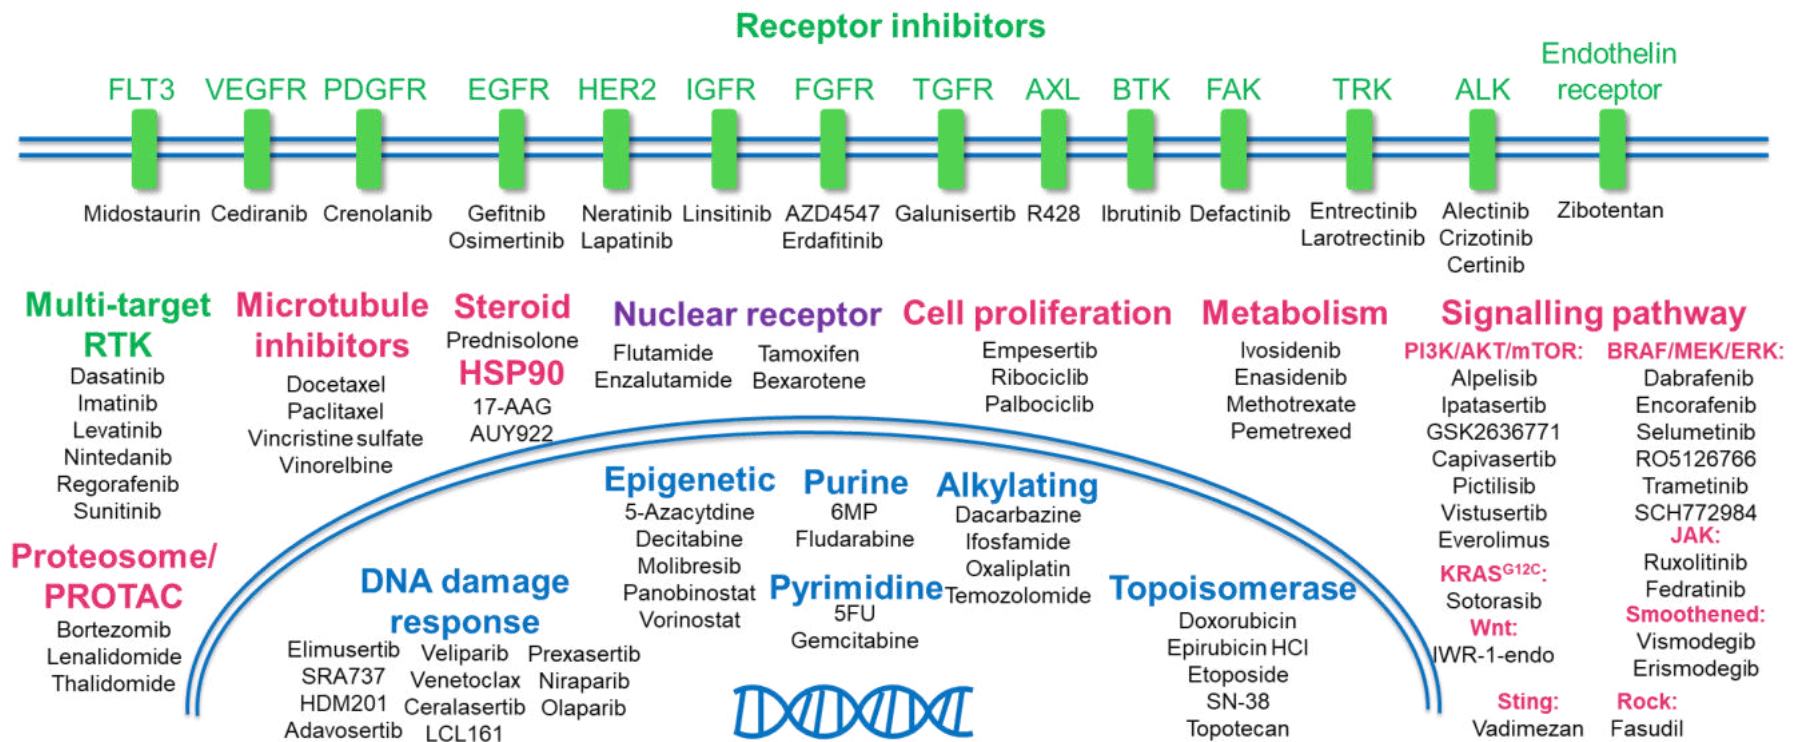 Receptor inhibitors
FLT3 VEGFR PDGFR EGFR HER2 IGFR FGFR TGFR AXL BTK FAK TRK ALK Endothelin
receptor
Midostaurin Cediranib Crenolanib Gefitnib Neratinib Linsitinib AZD4547 Galunisertib R428 Ibrutinib Defactinib Entrectinib Alectinib Zibotentan
Osimertinib Lapatinib Erdafitinib Larotrectinib Crizotinib
Certinib
Multi-target
RTK
Dasatinib
Imatinib
Levatinib
Nintedanib
Regorafenib
Sunitinib
Proteosome/
PROTAC
Bortezomib
Lenalidomide
Thalidomide
Microtubule
inhibitors
Docetaxel
Paclitaxel
Vincristine sulfate
Vinorelbine
Steroid
Prednisolone
HSP90
17-AAG
AUY922
Nuclear receptor
Flutamide Tamoxifen
Enzalutamide Bexarotene
Cell proliferation
Empesertib
Ribociclib
Palbociclib
Metabolism
Ivosidenib
Enasidenib
Methotrexate
Pemetrexed
Signalling pathway
PI3K/AKT/mTOR:
Alpelisib
Ipatasertib
GSK2636771
Capivasertib
Pictilisib
Vistusertib
Everolimus
KRASG12C:
Sotorasib
Wnt:
IWR-1-endo
BRAF/MEK/ERK:
Dabrafenib
Encorafenib
Selumetinib
RO5126766
Trametinib
SCH772984
JAK:
Ruxolitinib
Fedratinib
Smoothened:
Vismodegib
Erismodegib
Sting:
Vadimezan
Rock:
Fasudil
DNA damage
response
Elimusertib Veliparib Prexasertib
SRA737 Venetoclax Niraparib
HDM201 Ceralasertib Olaparib
Adavosertib LCL161
Epigenetic
5-Azacytdine
Decitabine
Molibresib
Panobinostat
Vorinostat
Purine
6MP
Fludarabine
Pyrimidine
5FU
Gemcitabine
Alkylating
Dacarbazine
Ifosfamide
Oxaliplatin
Temozolomide
Topoisomerase
Doxorubicin
Epirubicin HCl
Etoposide
SN-38
Topotecan